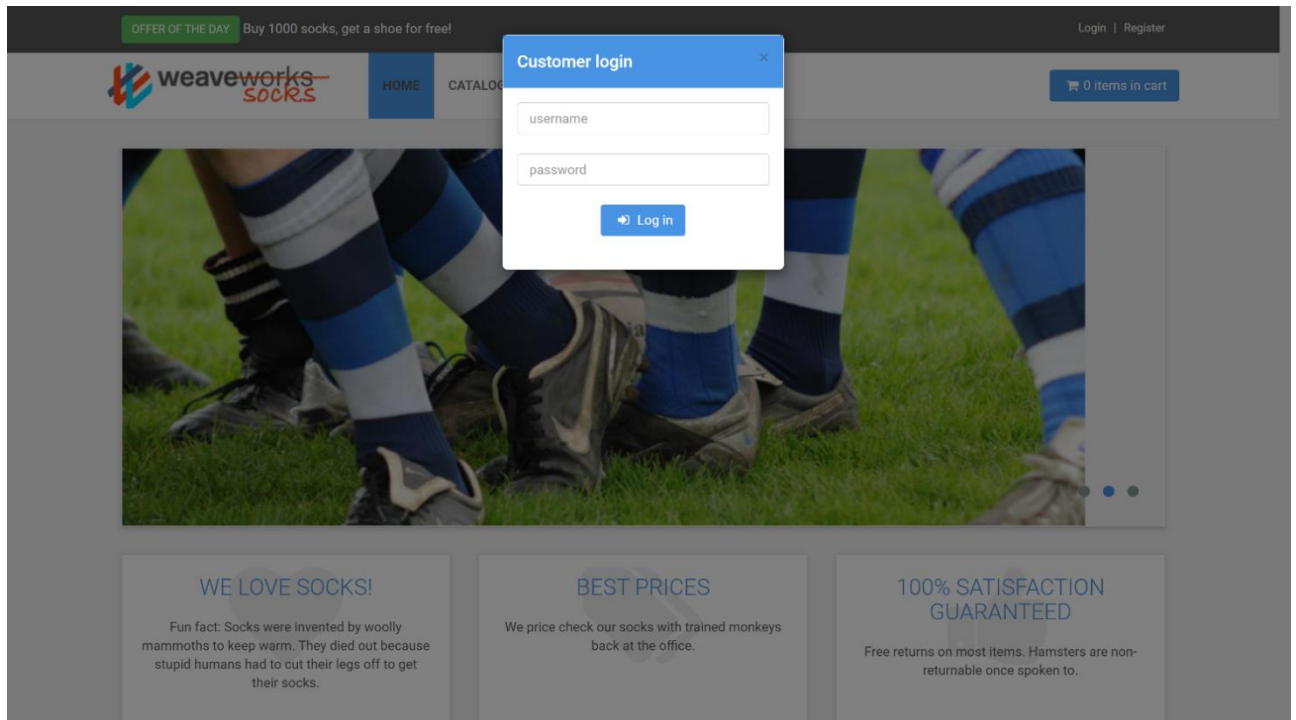 OFFER OF THE DAY Buy 1000 socks, get a shoe for free!
Login | Register
Customer login ×
weaveworks
socks
HOME
CATALOG
0 items in cart
username
password
Log in
WE LOVE SOCKS!
Fun fact: Socks were invented by woolly
mammoths to keep warm. They died out because
stupid humans had to cut their legs off to get
their socks.
BEST PRICES
We price check our socks with trained monkeys
back at the office.
100% SATISFACTION
GUARANTEED
Free returns on most items. Hamsters are non-
returnable once spoken to.